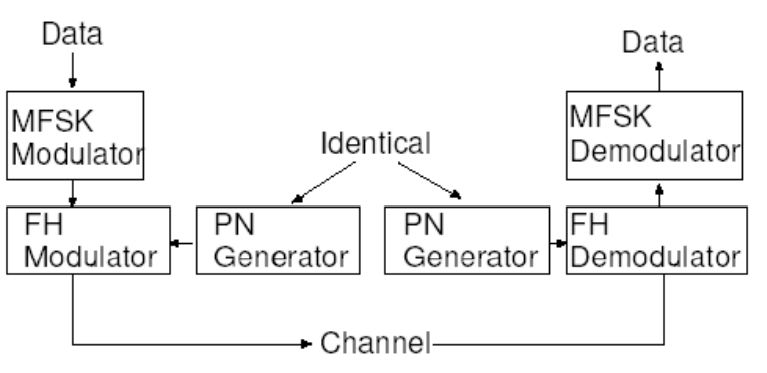 Data
Data
MFSK
Modulator
MFSK
Demodulator
Identical
FH
Modulator
PN
Generator
PN
Generator
FH
Demodulator
Channel